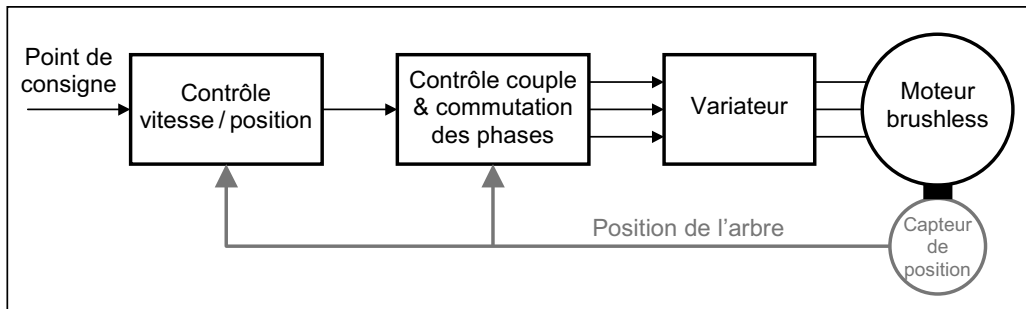 Point de
consigne
Contrôle
vitesse / position
Contrôle couple
& commutation
des phases
Variateur
Moteur
brushless
Position de l’arbre
Capteur
de
position